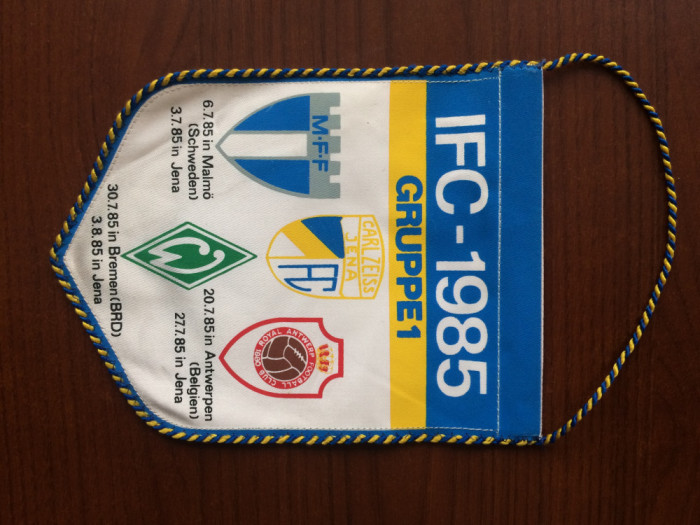 IFC-1985
GRUPPE 1
M·F·F
CARL ZEISS
JENA
FC
ROYAL ANTWERP FOOTBALL CLUB 1880
6.7.85 in Malmö
(Schweden)
3.7.85 in Jena
20.7.85 in Antwerpen
(Belgien)
27.7.85 in Jena
W
30.7.85 in Bremen (BRD)
3.8.85 in Jena